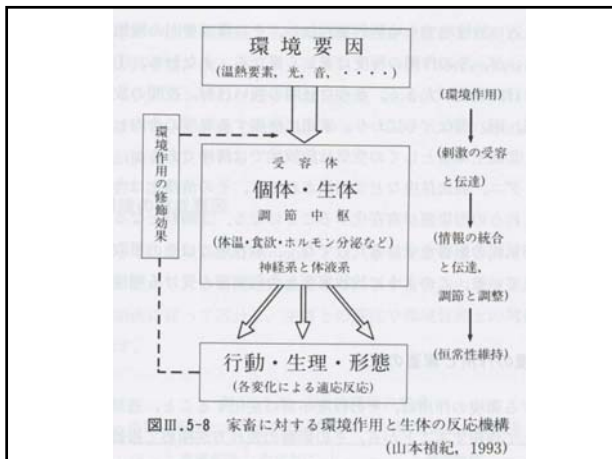 環境要因
(温熱要素, 光, 音, ・・・・)
(環境作用)
環境作用の修飾効果
受容体
(刺激の受容
と伝達)
個体・生体
調節中枢
(体温・食欲・ホルモン分泌など)
神経系と体液系
(情報の統合
と伝達,
調節と調整)
行動・生理・形態
(各変化による適応反応)
(恒常性維持)
図III.5-8 家畜に対する環境作用と生体の反応機構
(山本禎紀, 1993)